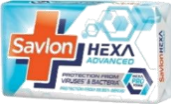 Savlon HEXA
ADVANCED
PROTECTION FROM
VIRUSES & BACTERIA